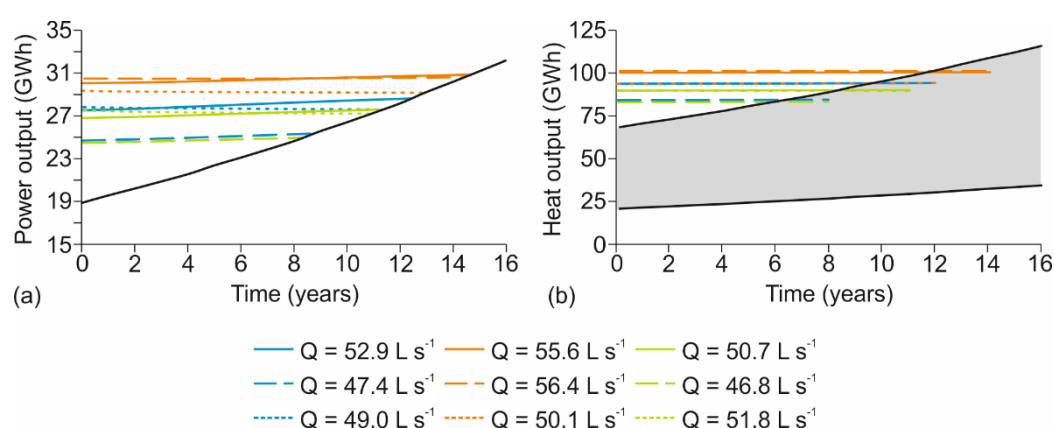 Power output (GWh)
35
31
27
23
19
15
0 2 4 6 8 10 12 14 16
Time (years)
(a)
Heat output (GWh)
125
100
75
50
25
0
0 2 4 6 8 10 12 14 16
Time (years)
(b)
Q = 52.9 L s⁻¹ Q = 55.6 L s⁻¹ Q = 50.7 L s⁻¹
Q = 47.4 L s⁻¹ Q = 56.4 L s⁻¹ Q = 46.8 L s⁻¹
Q = 49.0 L s⁻¹ Q = 50.1 L s⁻¹ Q = 51.8 L s⁻¹